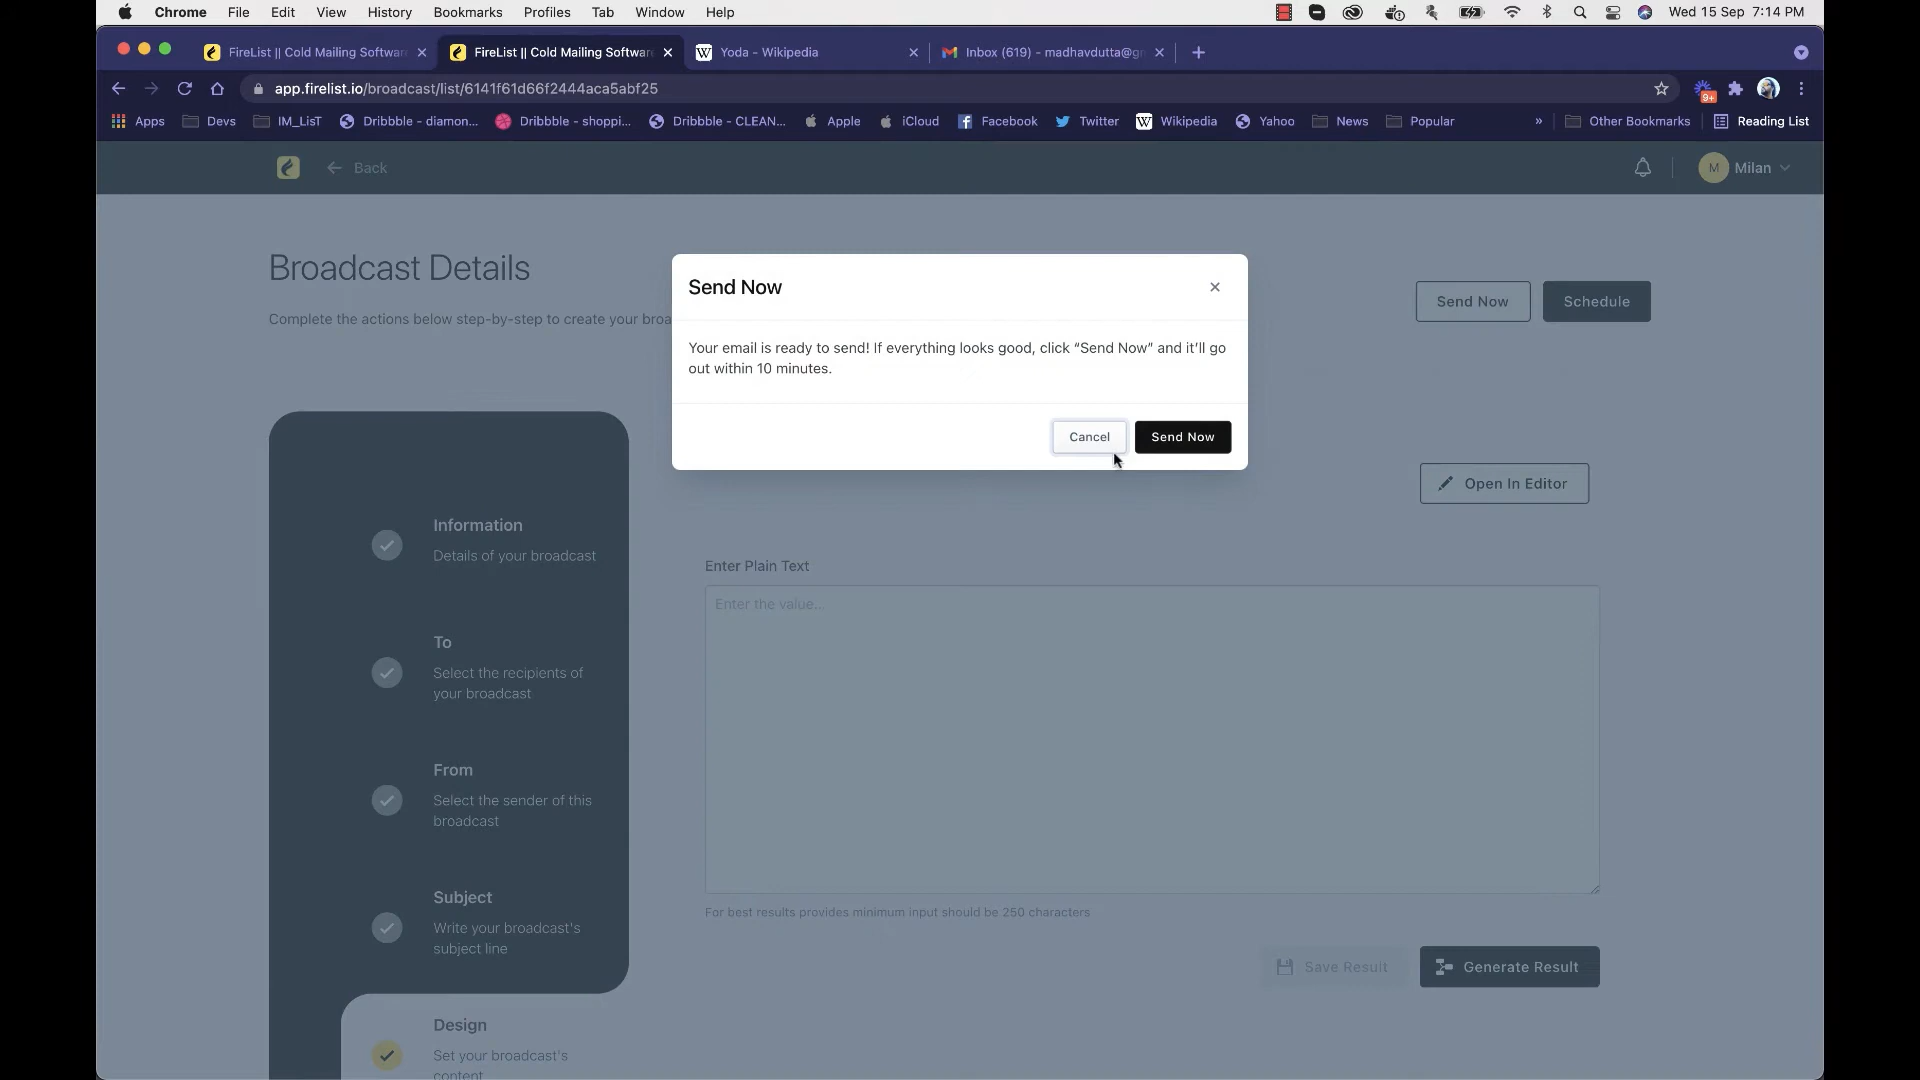 Chrome File Edit View History Bookmarks Profiles Tab Window Help
Wed 15 Sep 7:14 PM
FireList || Cold Mailing Softwar
FireList || Cold Mailing Software
W Yoda - Wikipedia
Inbox (619) - madhavdutta@gm
app.firelist.io/broadcast/list/6141f61d66f2444aca5abf25
9+
Apps Devs IM_LisT Dribbble - diamon... Dribbble - shoppi... Dribbble - CLEAN... Apple iCloud Facebook Twitter W Wikipedia Yahoo News Popular » Other Bookmarks Reading List
Back
M Milan
Broadcast Details
Complete the actions below step-by-step to create your broa
Send Now
Schedule
Send Now
Your email is ready to send! If everything looks good, click “Send Now” and it’ll go
out within 10 minutes.
Cancel
Send Now
Open In Editor
Information
Details of your broadcast
To
Select the recipients of
your broadcast
From
Select the sender of this
broadcast
Subject
Write your broadcast's
subject line
Design
Set your broadcast's
content
Enter Plain Text
Enter the value...
For best results provides minimum input should be 250 characters
Save Result
Generate Result